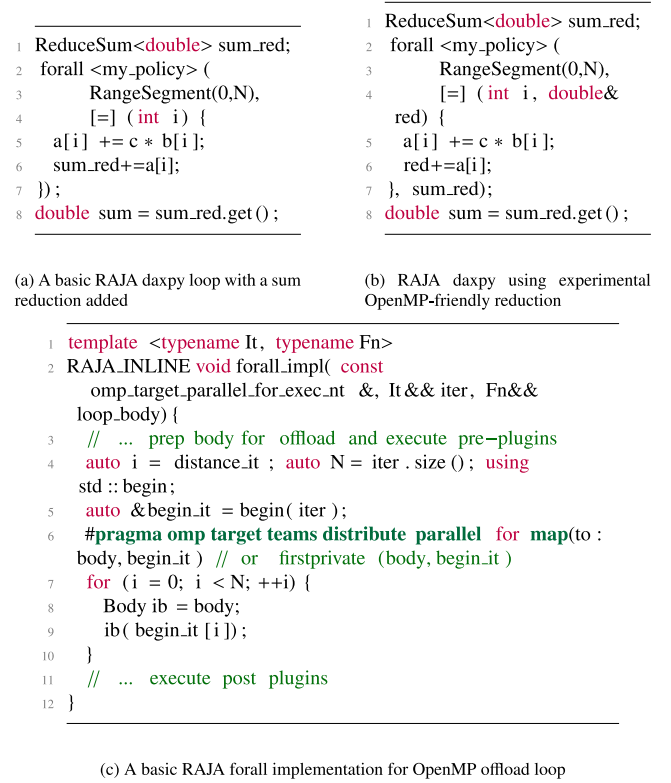 1 ReduceSum<double> sum_red;
2 forall <my_policy> (
3 RangeSegment(0,N),
4 [=] (int i) {
5 a[i] += c * b[i];
6 sum_red+=a[i];
7 });
8 double sum = sum_red.get();
(a) A basic RAJA daxpy loop with a sum
reduction added
1 ReduceSum<double> sum_red;
2 forall <my_policy> (
3 RangeSegment(0,N),
4 [=] (int i, double&
red) {
5 a[i] += c * b[i];
6 red+=a[i];
7 }, sum_red);
8 double sum = sum_red.get();
(b) RAJA daxpy using experimental
OpenMP-friendly reduction
1 template <typename It, typename Fn>
2 RAJA_INLINE void forall_impl( const
omp_target_parallel_for_exec_nt &, It&& iter, Fn&&
loop_body) {
3 // ... prep body for offload and execute pre-plugins
4 auto i = distance_it ; auto N = iter.size(); using
std::begin;
5 auto &begin_it = begin(iter);
6 #pragma omp target teams distribute parallel for map(to :
body, begin_it ) // or firstprivate (body, begin_it )
7 for (i = 0; i < N; ++i) {
8 Body ib = body;
9 ib( begin_it [i]);
10 }
11 // ... execute post plugins
12 }
(c) A basic RAJA forall implementation for OpenMP offload loop